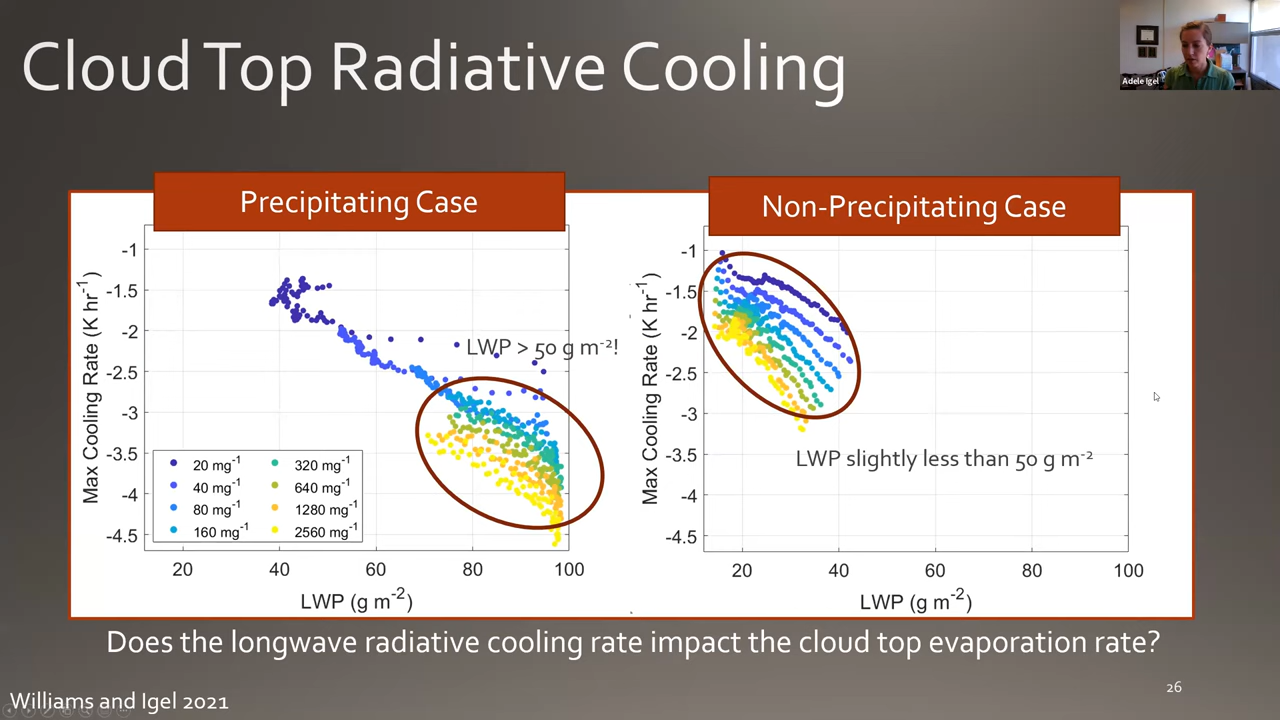 Cloud Top Radiative Cooling
Adele Igel
Precipitating Case
Non-Precipitating Case
Max Cooling Rate (K hr⁻¹)
-1
-1.5
-2
-2.5
-3
-3.5
-4
-4.5
LWP > 50 g m⁻²!
20 mg⁻¹
40 mg⁻¹
80 mg⁻¹
160 mg⁻¹
320 mg⁻¹
640 mg⁻¹
1280 mg⁻¹
2560 mg⁻¹
20 40 60 80 100
LWP (g m⁻²)
Max Cooling Rate (K hr⁻¹)
-1
-1.5
-2
-2.5
-3
-3.5
-4
-4.5
LWP slightly less than 50 g m⁻²
20 40 60 80 100
LWP (g m⁻²)
Does the longwave radiative cooling rate impact the cloud top evaporation rate?
26
Williams and Igel 2021